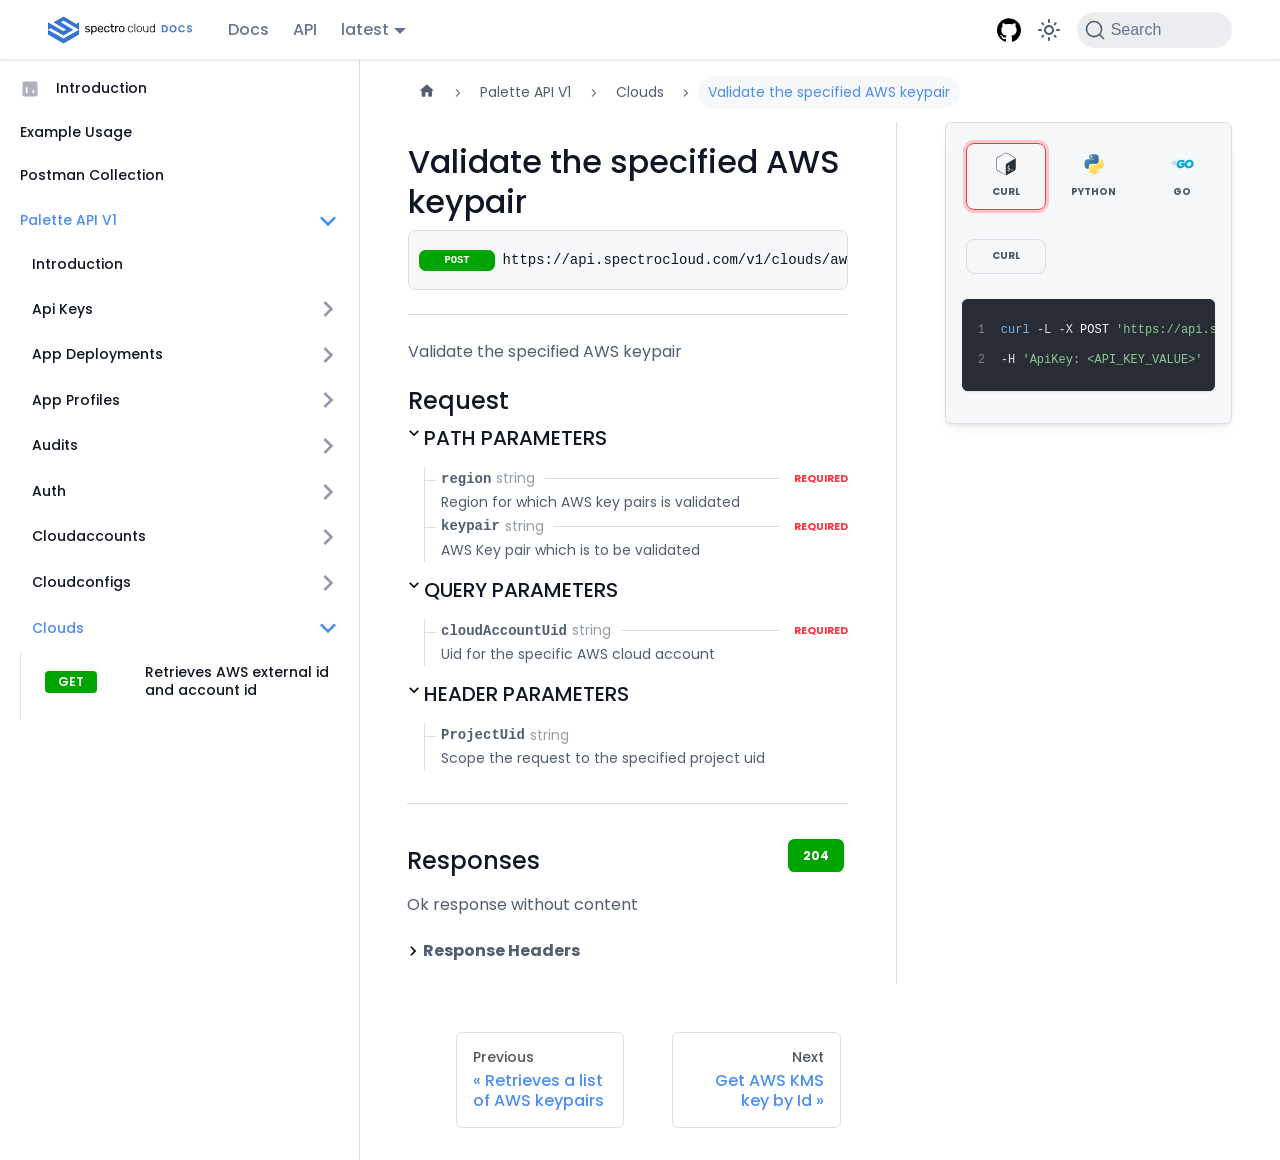 spectro cloud DOCS
Docs
API
latest
Search
Introduction
Example Usage
Postman Collection
Palette API V1
Introduction
Api Keys
App Deployments
App Profiles
Audits
Auth
Cloudaccounts
Cloudconfigs
Clouds
GET
Retrieves AWS external id
and account id
Palette API V1
Clouds
Validate the specified AWS keypair
Validate the specified AWS
keypair
POST https://api.spectrocloud.com/v1/clouds/aw
Validate the specified AWS keypair
Request
PATH PARAMETERS
region string REQUIRED
Region for which AWS key pairs is validated
keypair string REQUIRED
AWS Key pair which is to be validated
QUERY PARAMETERS
cloudAccountUid string REQUIRED
Uid for the specific AWS cloud account
HEADER PARAMETERS
ProjectUid string
Scope the request to the specified project uid
Responses
204
Ok response without content
Response Headers
Previous
« Retrieves a list
of AWS keypairs
Next
Get AWS KMS
key by Id »
CURL
PYTHON
GO
GO
CURL
1 curl -L -X POST 'https://api.s
2 -H 'ApiKey: <API_KEY_VALUE>'